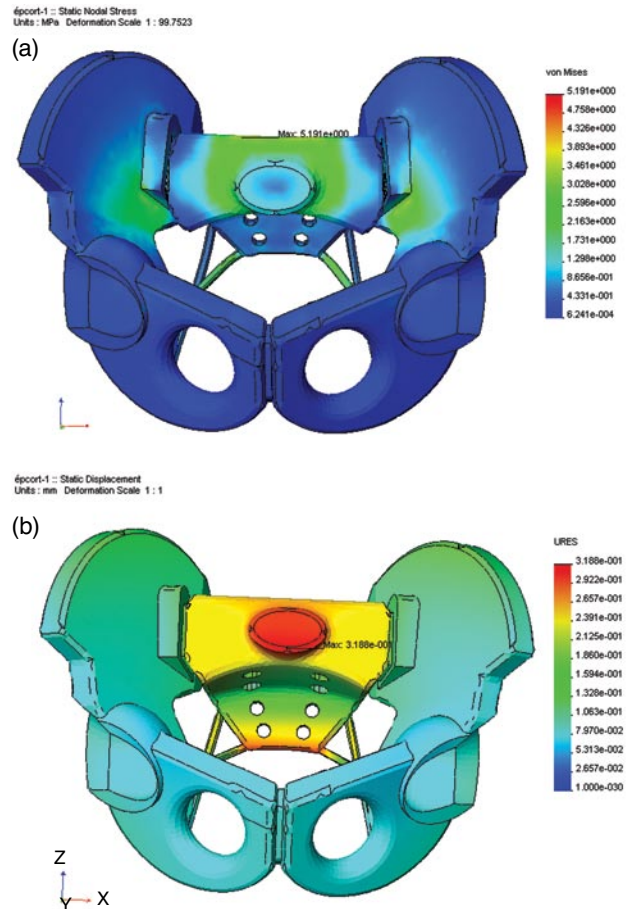 épcort-1 :: Static Nodal Stress
Units : MPa Deformation Scale 1 : 99.7523
(a)
von Mises
Max: 5.191e+000
5.191e+000
4.758e+000
4.326e+000
3.893e+000
3.461e+000
3.028e+000
2.596e+000
2.163e+000
1.731e+000
1.298e+000
8.656e-001
4.331e-001
6.241e-004
épcort-1 :: Static Displacement
Units : mm Deformation Scale 1 : 1
(b)
URES
Max: 3.188e-001
3.188e-001
2.922e-001
2.657e-001
2.391e-001
2.125e-001
1.860e-001
1.594e-001
1.328e-001
1.063e-001
7.970e-002
5.313e-002
2.657e-002
1.000e-030
Z
Y
X